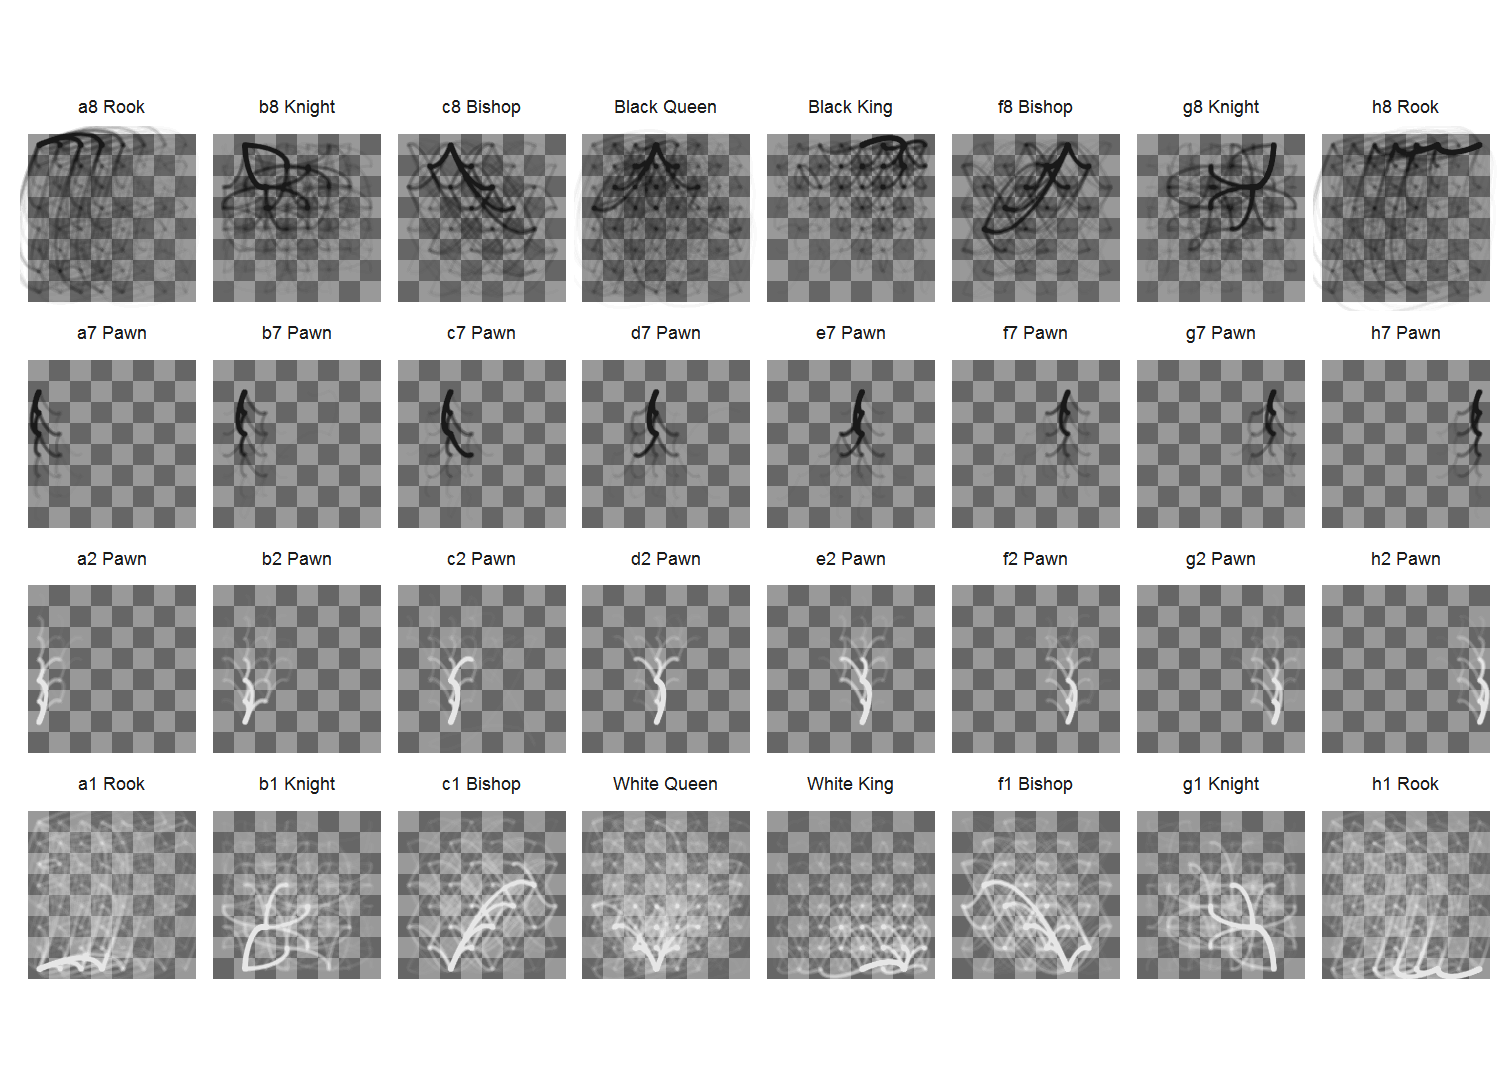 a8 Rook b8 Knight c8 Bishop Black Queen Black King f8 Bishop g8 Knight h8 Rook
a7 Pawn b7 Pawn c7 Pawn d7 Pawn e7 Pawn f7 Pawn g7 Pawn h7 Pawn
a2 Pawn b2 Pawn c2 Pawn d2 Pawn e2 Pawn f2 Pawn g2 Pawn h2 Pawn
a1 Rook b1 Knight c1 Bishop White Queen White King f1 Bishop g1 Knight h1 Rook